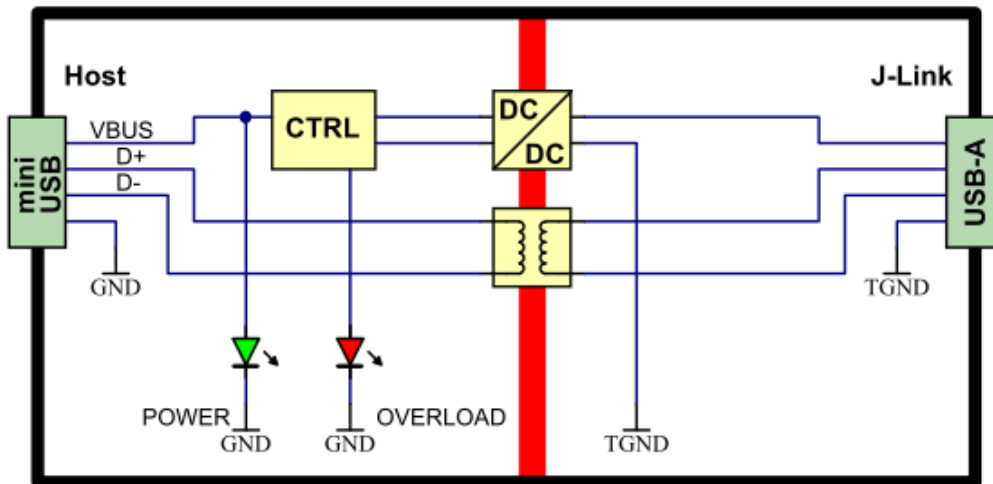 Host
J-Link
VBUS
D+
D-
mini
USB
GND
CTRL
DC
DC
USB-A
TGND
POWER
GND
GND
OVERLOAD
TGND